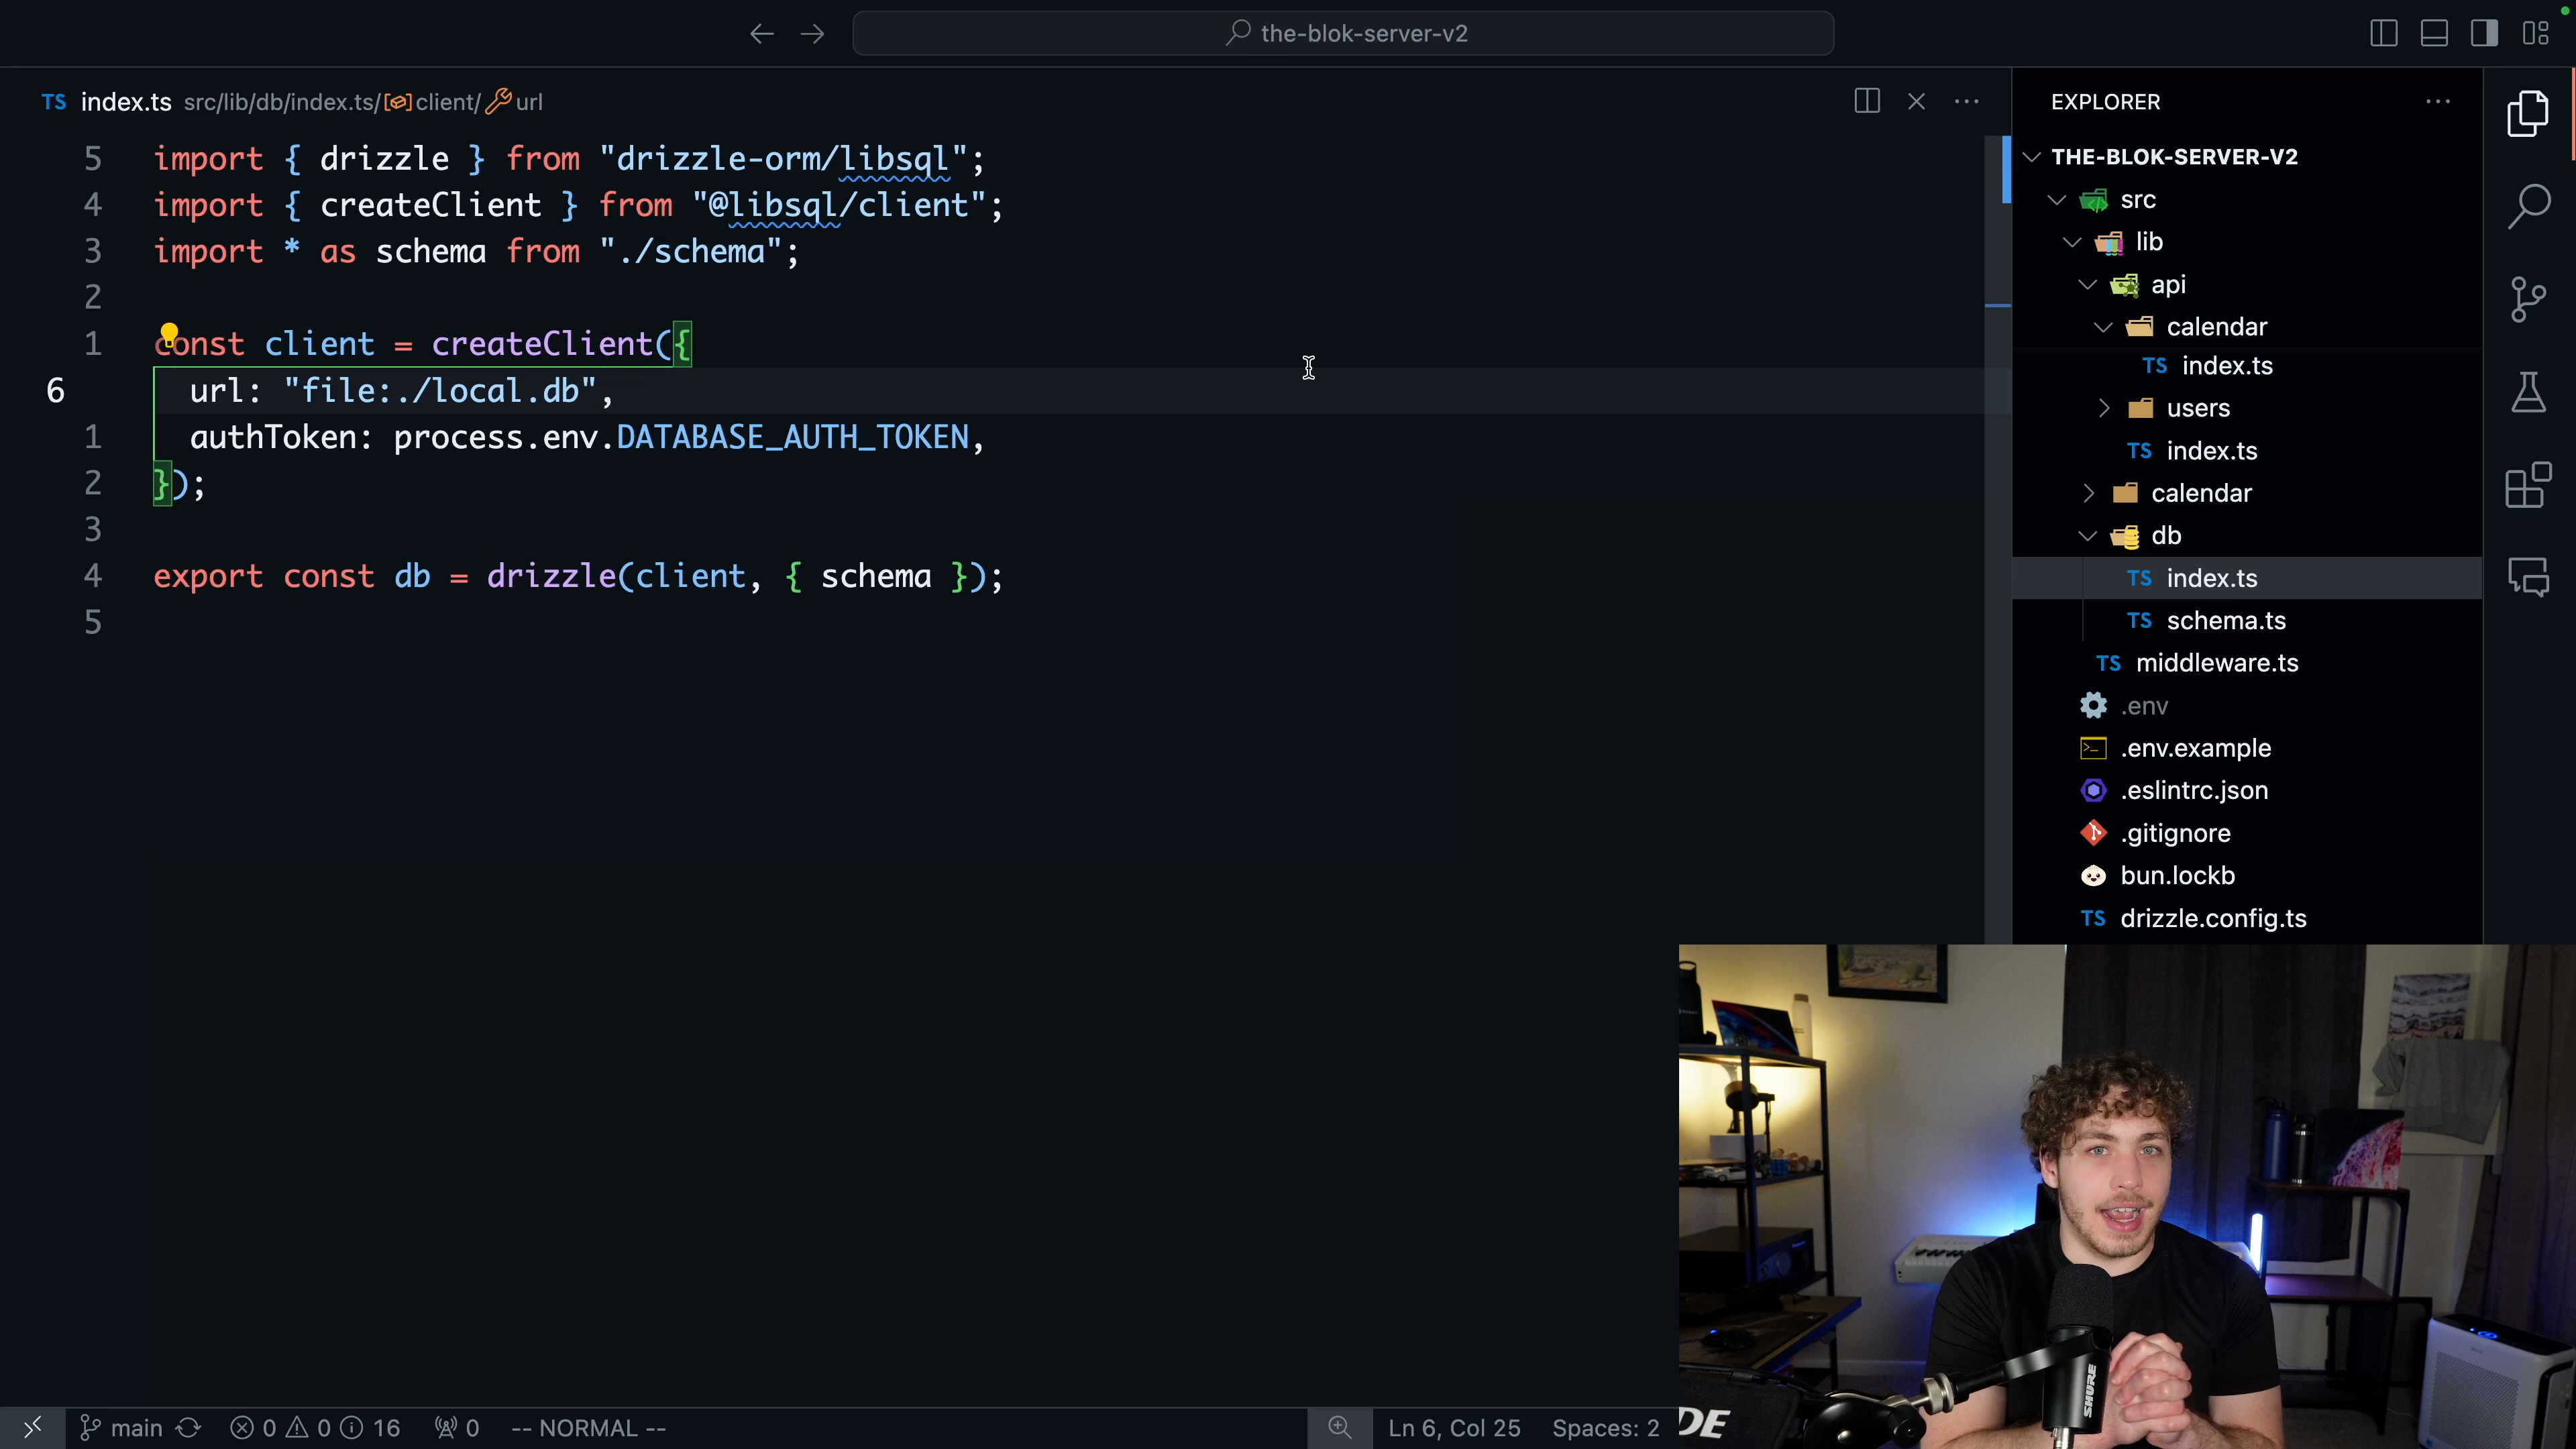 the-blok-server-v2
TS index.ts src/lib/db/index.ts/ client/ url
5 import { drizzle } from "drizzle-orm/libsql";
4 import { createClient } from "@libsql/client";
3 import * as schema from "./schema";
2
1 const client = createClient({
6 url: "file:./local.db",
1 authToken: process.env.DATABASE_AUTH_TOKEN,
2 });
3
4 export const db = drizzle(client, { schema });
5
EXPLORER
THE-BLOK-SERVER-V2
src
lib
api
calendar
TS index.ts
users
TS index.ts
calendar
db
TS index.ts
TS schema.ts
TS middleware.ts
.env
.env.example
.eslintrc.json
.gitignore
bun.lockb
TS drizzle.config.ts
SHURE
main 0 0 16 0 -- NORMAL -- Ln 6, Col 25 Spaces: 2